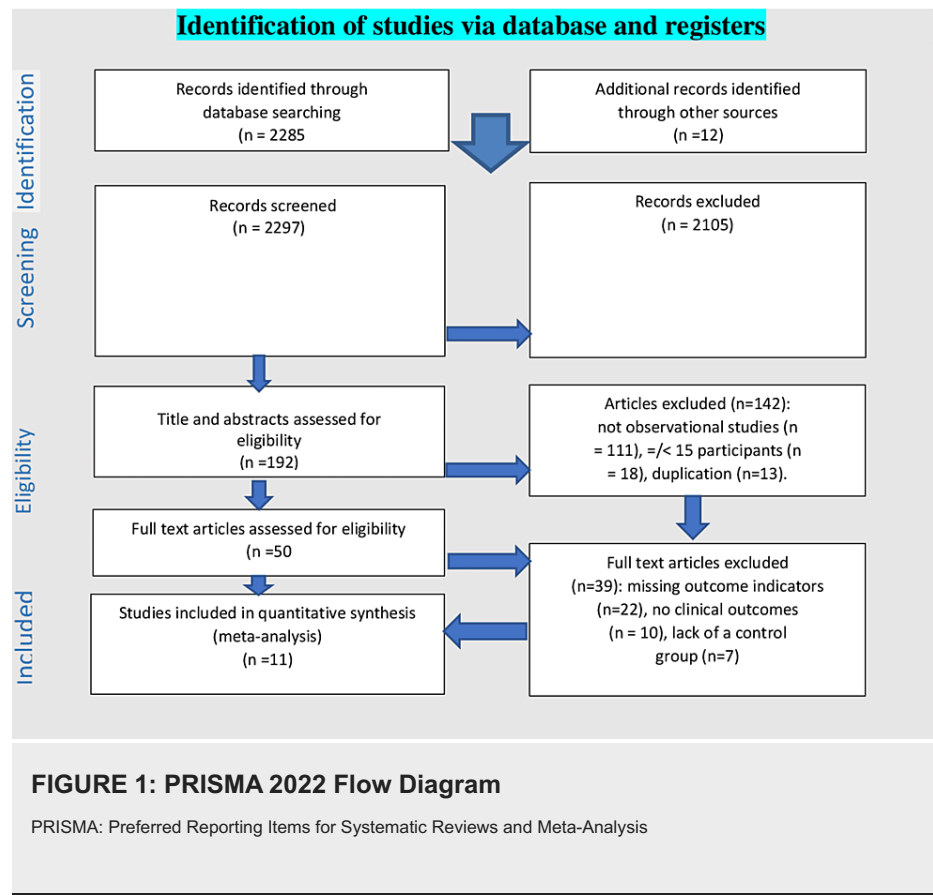 Identification of studies via database and registers
Identification
Records identified through
database searching
(n = 2285
Additional records identified
through other sources
(n =12)
Screening
Records screened
(n = 2297)
Records excluded
(n = 2105)
Eligibility
Title and abstracts assessed for
eligibility
(n =192)
Articles excluded (n=142):
not observational studies (n
= 111), =/< 15 participants (n
= 18), duplication (n=13).
Full text articles assessed for eligibility
(n =50
Full text articles excluded
(n=39): missing outcome indicators
(n=22), no clinical outcomes
(n = 10), lack of a control
group (n=7)
Included
Studies included in quantitative synthesis
(meta-analysis)
(n =11)
FIGURE 1: PRISMA 2022 Flow Diagram
PRISMA: Preferred Reporting Items for Systematic Reviews and Meta-Analysis